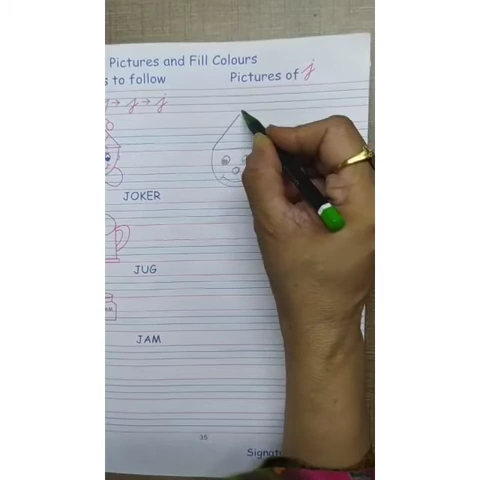 Pictures and Fill Colours
s to follow
Pictures of j
j → j
JOKER
JUG
JAM
35
Signat